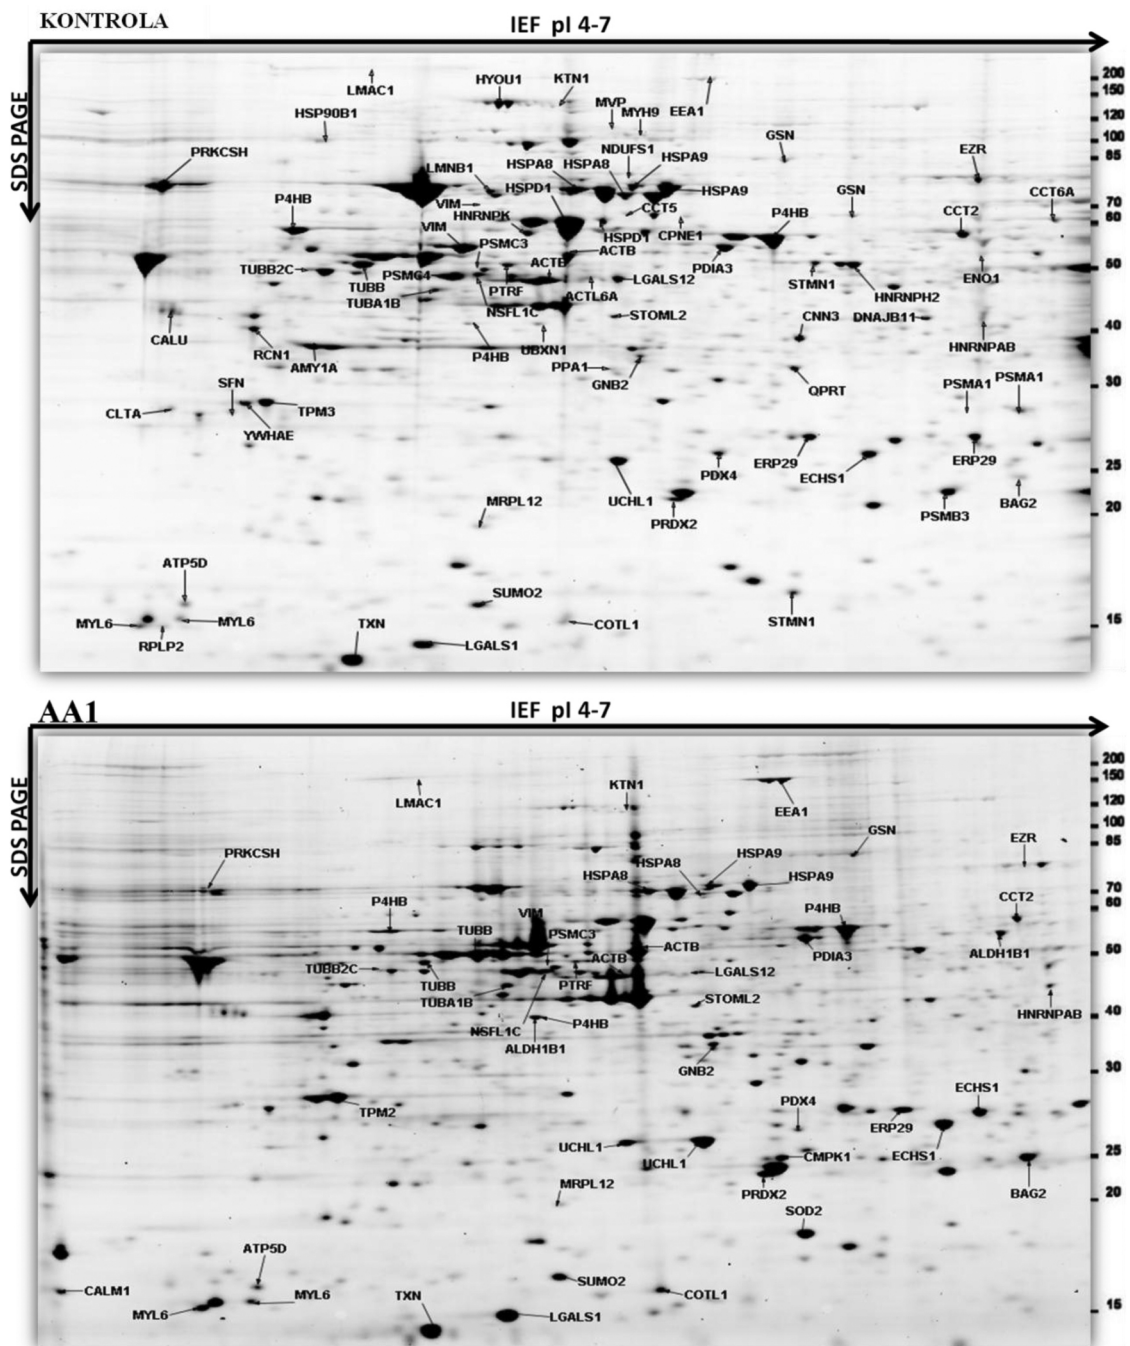 KONTROLA
IEF pI 4-7
SDS PAGE
LMAC1
HYOU1
KTN1
200
150
HSP90B1
MVP
MYH9
EEA1
120
GSN
100
PRKCSH
NDUFS1
EZR
85
LMNB1
HSPA8
HSPA8
HSPA9
HSPD1
HSPA9
GSN
CCT6A
70
P4HB
VIM
HNRNPK
CCT5
P4HB
CCT2
60
VIM
PSMC3
HSPD1
CPNE1
ACTB
TUBB2C
PSMC4
ACTB
PDIA3
50
TUBB
PTRF
LGALS12
STMN1
ENO1
TUBA1B
ACTL6A
HNRNPH2
NSFL1C
STOML2
CNN3
DNAJB11
40
CALU
RCN1
P4HB
UBXN1
HNRNPAB
AMY1A
PPA1
GNB2
QPRT
PSMA1
PSMA1
30
SFN
CLTA
TPM3
YWHAE
ERP29
ERP29
PDX4
ECHS1
25
MRPL12
UCHL1
PRDX2
PSMB3
BAG2
20
ATP5D
SUMO2
MYL6
MYL6
TXN
COTL1
STMN1
15
RPLP2
LGALS1
AA1
IEF pI 4-7
SDS PAGE
LMAC1
KTN1
EEA1
200
150
120
GSN
100
EZR
85
PRKCSH
HSPA8
HSPA9
HSPA8
HSPA9
70
P4HB
VIM
P4HB
CCT2
60
TUBB
PSMC3
ACTB
ALDH1B1
50
TUBB2C
ACTB
PDIA3
TUBB
PTRF
LGALS12
TUBA1B
STOML2
HNRNPAB
NSFL1C
P4HB
40
ALDH1B1
GNB2
30
TPM2
PDX4
ECHS1
ERP29
UCHL1
UCHL1
CMPK1
ECHS1
25
MRPL12
PRDX2
BAG2
20
SOD2
ATP5D
CALM1
SUMO2
MYL6
MYL6
TXN
COTL1
LGALS1
15